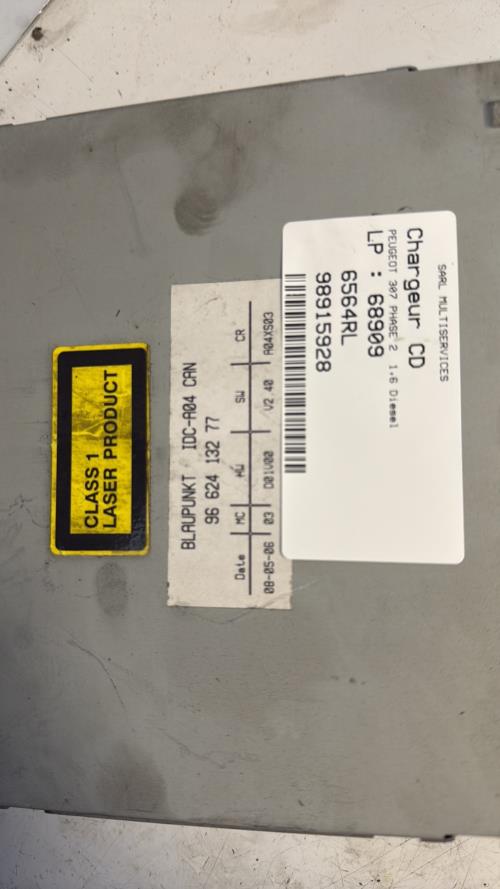 CLASS 1
LASER PRODUCT
BLAUPUNKT IDC-A04 CAN
96 624 132 77
Date MC HW SW CR
08-05-06 03 D01V00 V2.40 A04XS03
SARL MULTISERVICES
Chargeur CD
PEUGEOT 307 PHASE 2 1.6 Diesel
LP : 68909
6564RL
98915928